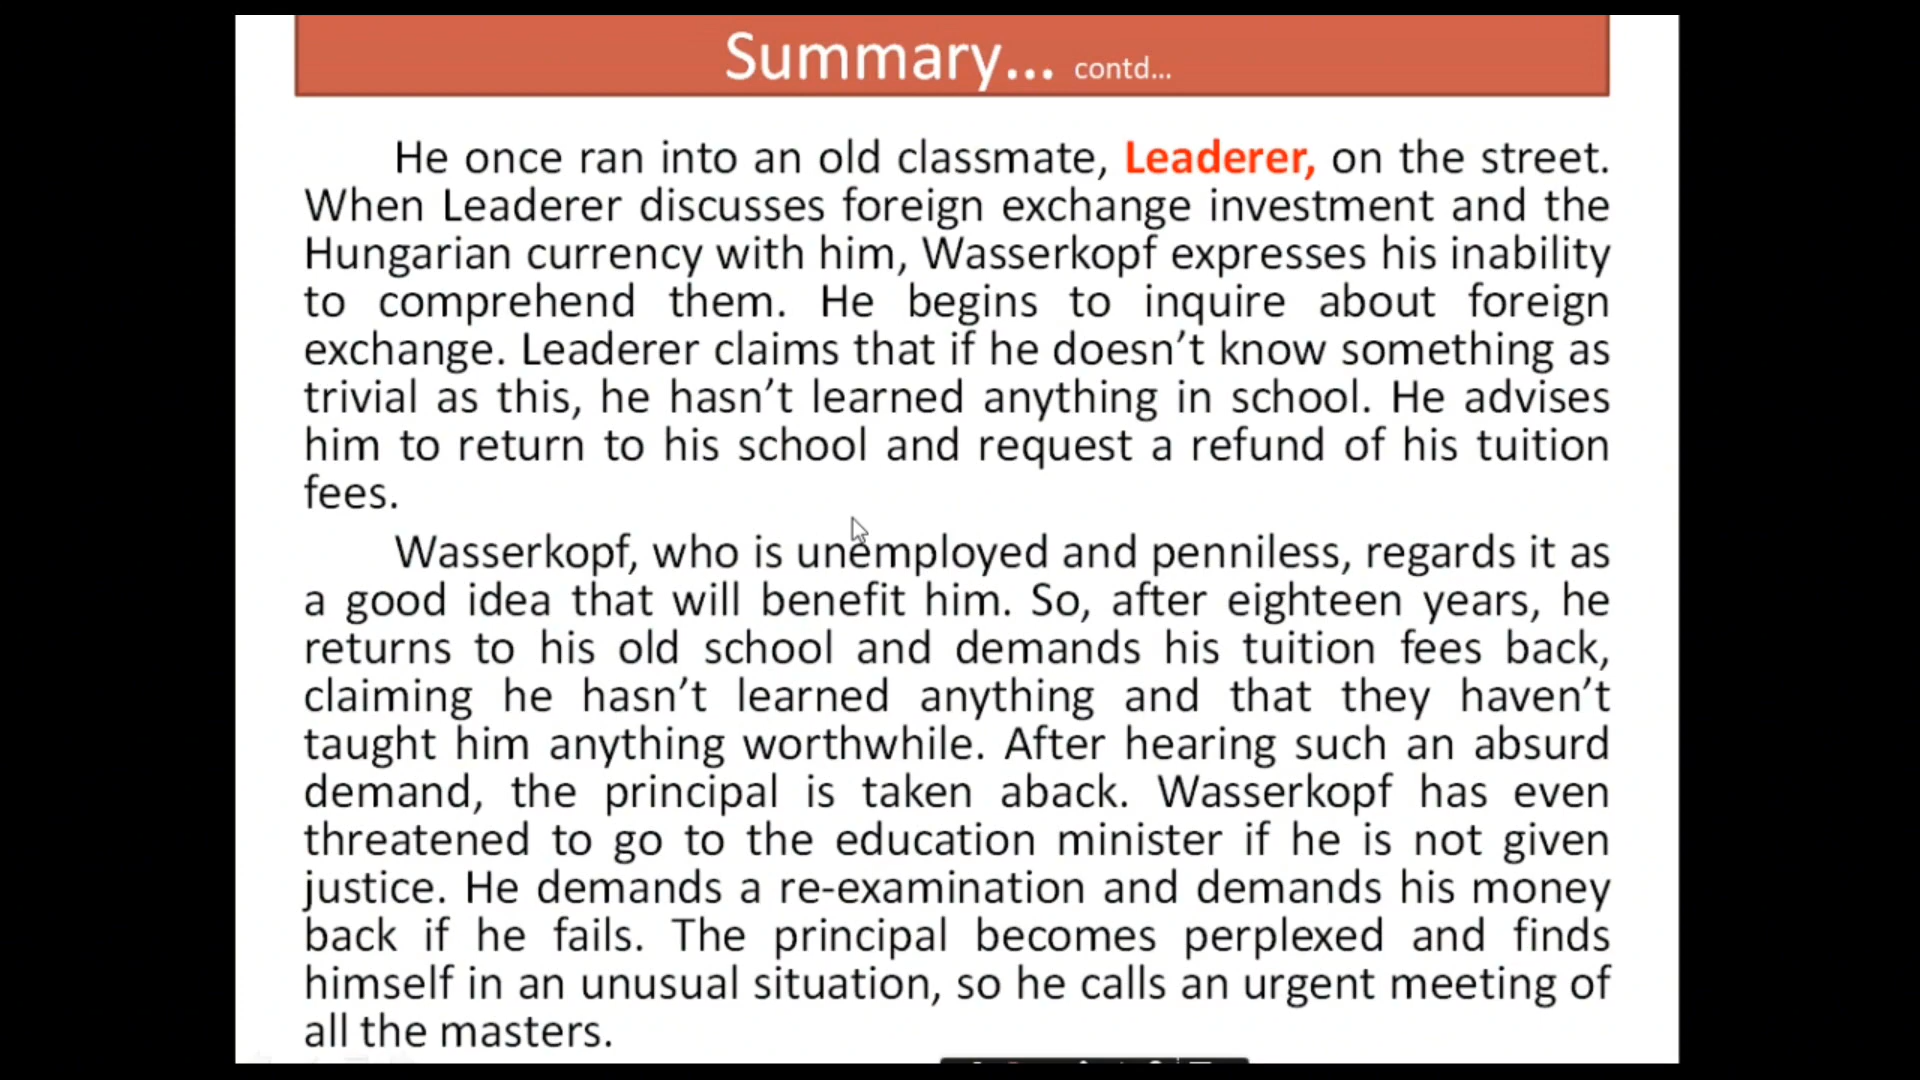 Summary... contd...
He once ran into an old classmate, Leaderer, on the street.
When Leaderer discusses foreign exchange investment and the
Hungarian currency with him, Wasserkopf expresses his inability
to comprehend them. He begins to inquire about foreign
exchange. Leaderer claims that if he doesn’t know something as
trivial as this, he hasn’t learned anything in school. He advises
him to return to his school and request a refund of his tuition
fees.
Wasserkopf, who is unemployed and penniless, regards it as
a good idea that will benefit him. So, after eighteen years, he
returns to his old school and demands his tuition fees back,
claiming he hasn’t learned anything and that they haven’t
taught him anything worthwhile. After hearing such an absurd
demand, the principal is taken aback. Wasserkopf has even
threatened to go to the education minister if he is not given
justice. He demands a re-examination and demands his money
back if he fails. The principal becomes perplexed and finds
himself in an unusual situation, so he calls an urgent meeting of
all the masters.